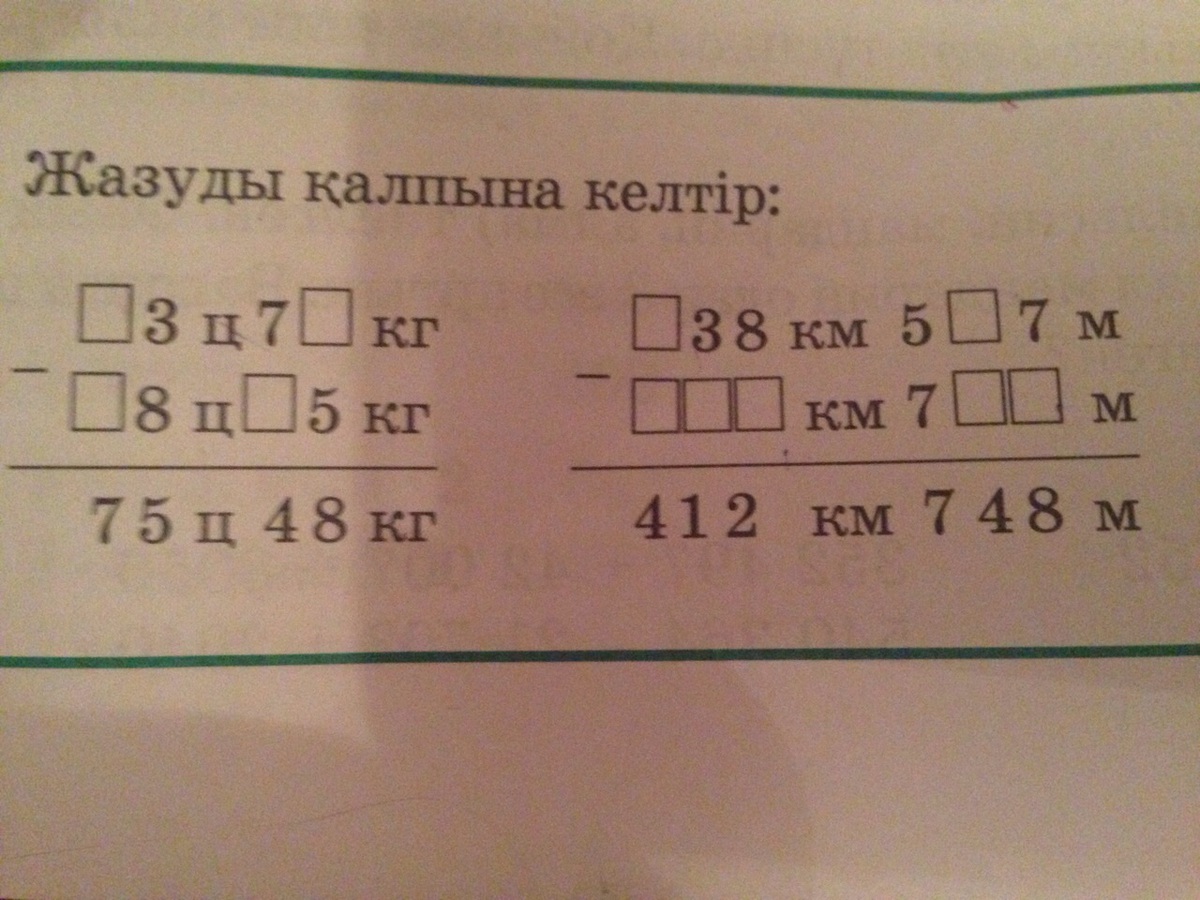 Жазуды қалпына келтір:
□3 ц 7□ кг □38 км 5□7 м
− □8 ц □5 кг − □□□ км 7□□ м
75 ц 48 кг 412 км 748 м